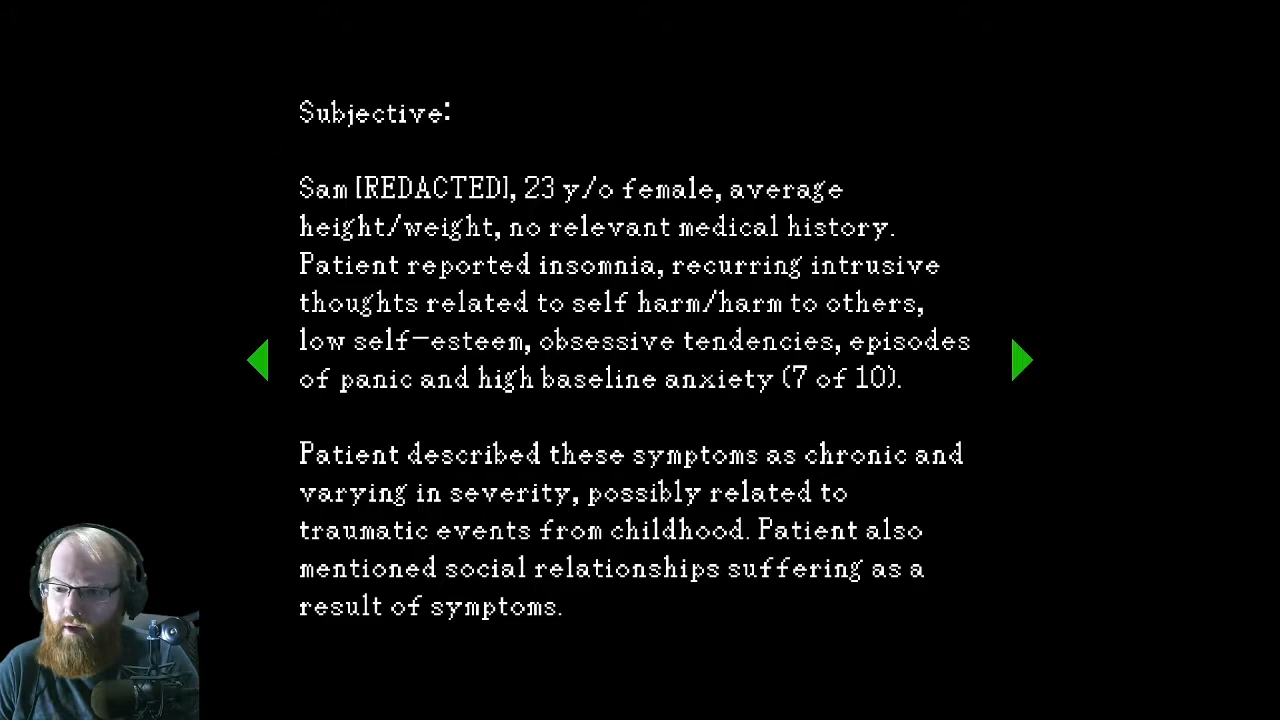 Subjective:
Sam [REDACTED], 23 y/o female, average
height/weight, no relevant medical history.
Patient reported insomnia, recurring intrusive
thoughts related to self harm/harm to others,
low self-esteem, obsessive tendencies, episodes
of panic and high baseline anxiety (7 of 10).
Patient described these symptoms as chronic and
varying in severity, possibly related to
traumatic events from childhood. Patient also
mentioned social relationships suffering as a
result of symptoms.